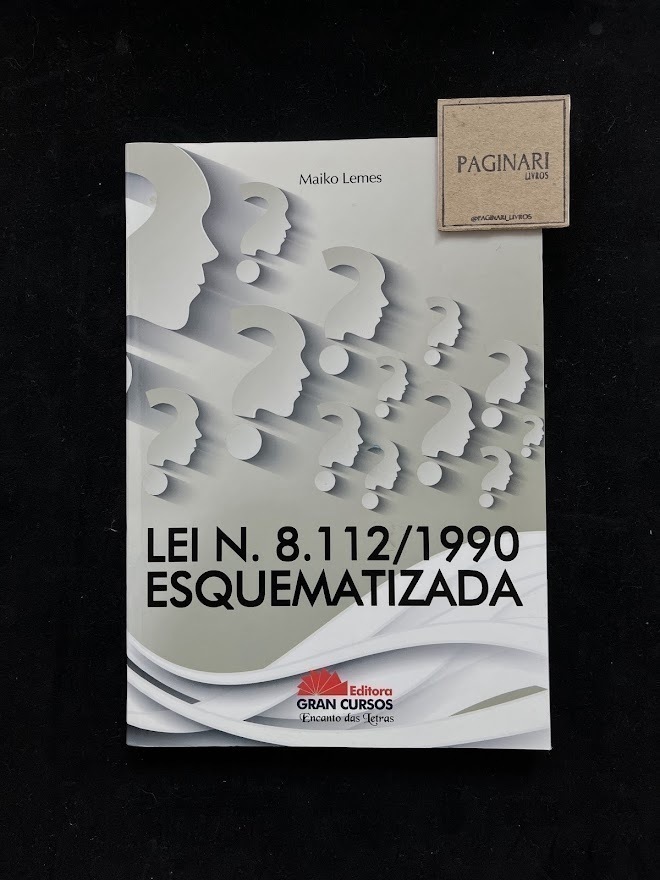 PAGINARI
LIVROS
@PAGINARI_LIVROS
Maiko Lemes
LEI N. 8.112/1990
ESQUEMATIZADA
Editora
GRAN CURSOS
Encanto das Letras